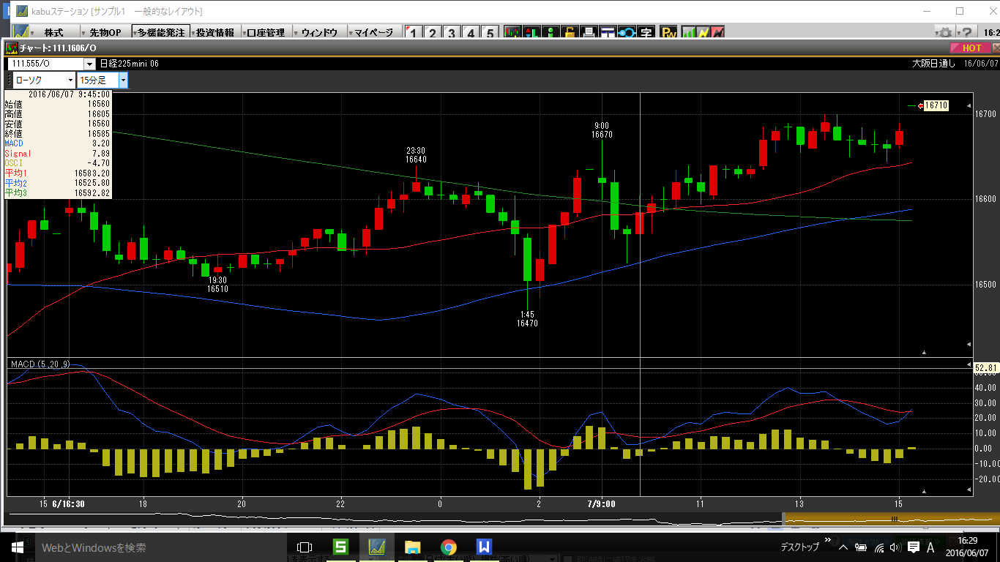 kabuステーション [サンプル1　一般的なレイアウト]
株式 先物OP 多機能発注 投資情報 口座管理 ウィンドウ マイページ 1 2 3 4 5 L i 字 ? 16:2
チャート: 111.1606/O HOT
111.555/O 日経225mini 06 大阪日通し 16/06/07
ローソク 15分足
2016/06/07 9:45:00
始値 16560
高値 16605
安値 16560
終値 16585
MACD 3.20
Signal 7.89
OSCI -4.70
平均1 16583.20
平均2 16525.80
平均3 16592.82
16710
16700
9:00
16670
23:30
16640
16600
19:30
16510
16500
1:45
16470
MACD (5 ,20 ,9)
52.81
40.00
30.00
20.00
10.00
0.00
-10.00
-20.00
15 6/16:30 18 20 22 0 2 7/9:00 11 13 15
WebとWindowsを検索 S W デスクトップ A 16:29
2016/06/07